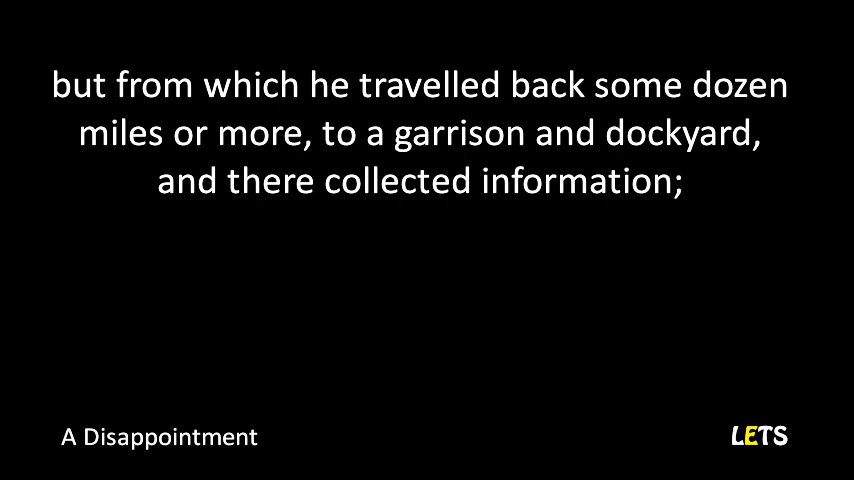 but from which he travelled back some dozen
miles or more, to a garrison and dockyard,
and there collected information;
A Disappointment
LETS